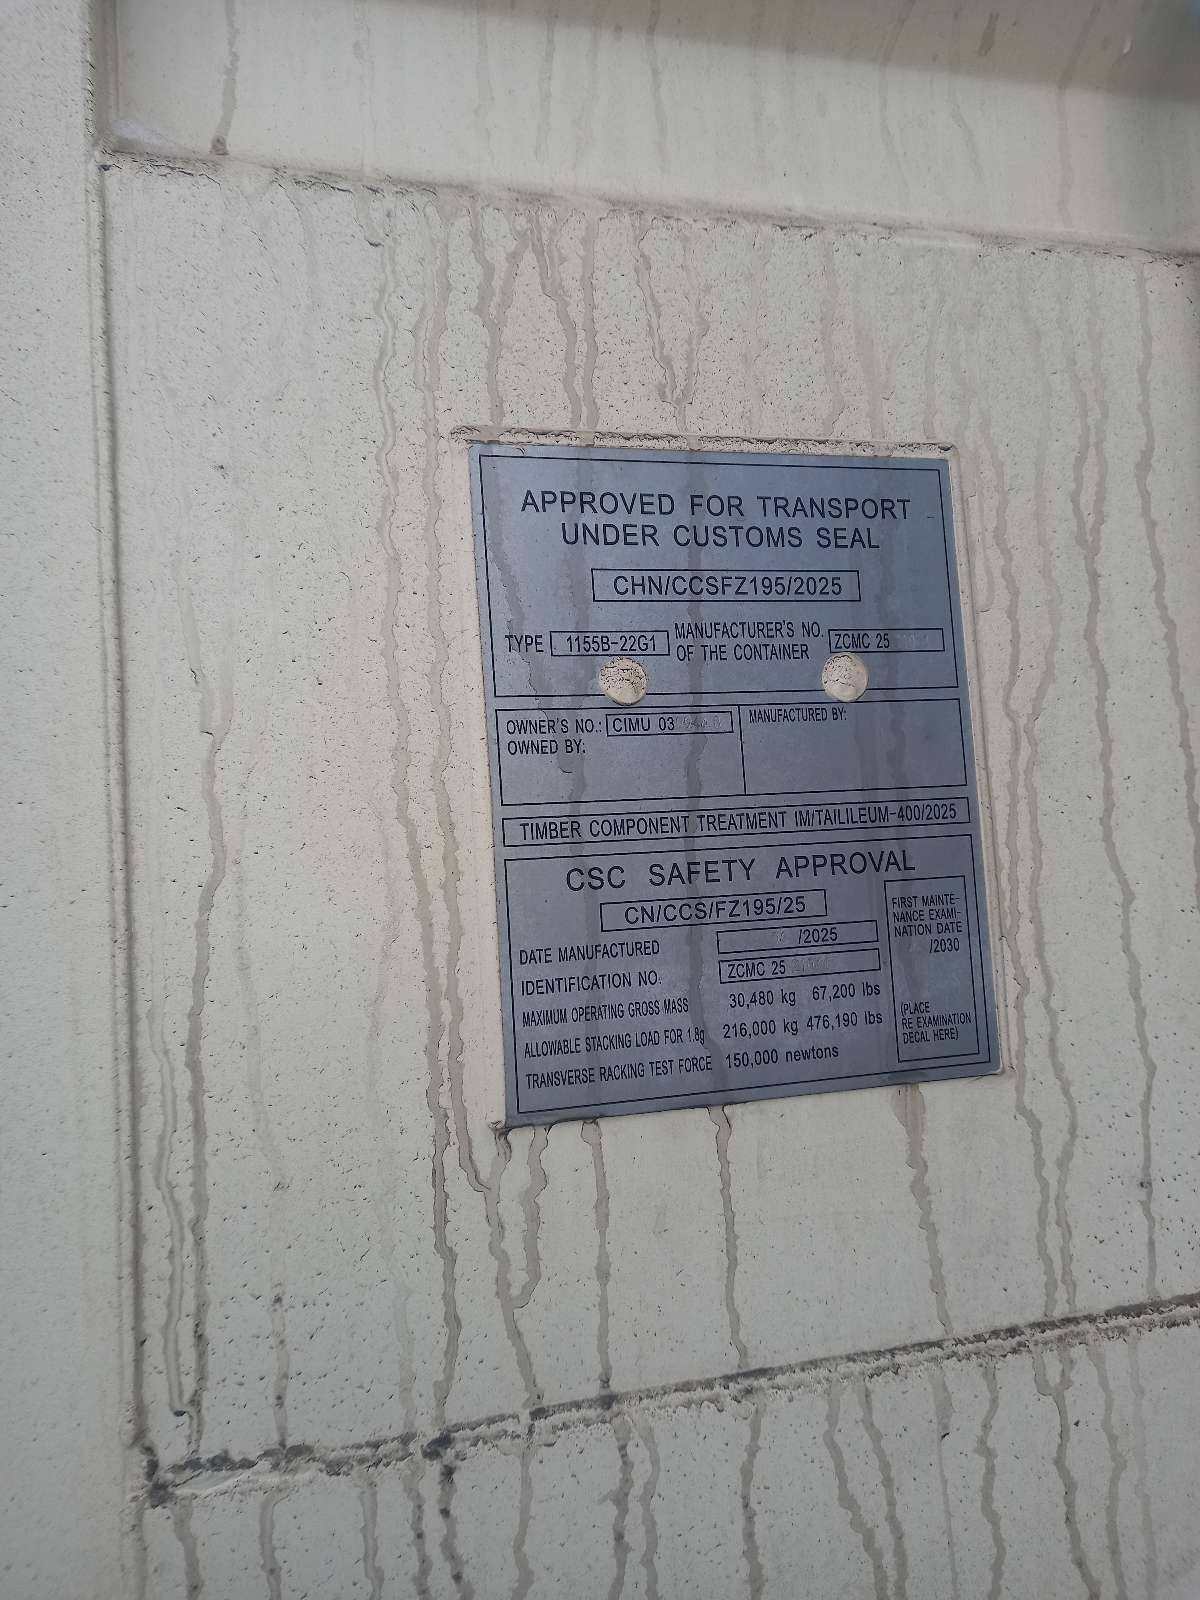 APPROVED FOR TRANSPORT
UNDER CUSTOMS SEAL
CHN/CCSFZ195/2025
TYPE 1155B-22G1 MANUFACTURER'S NO.
OF THE CONTAINER ZCMC 25
OWNER'S NO.: CIMU 03
OWNED BY:
MANUFACTURED BY:
TIMBER COMPONENT TREATMENT IM/TAILILEUM-400/2025
CSC SAFETY APPROVAL
CN/CCS/FZ195/25
DATE MANUFACTURED /2025
IDENTIFICATION NO. ZCMC 25
MAXIMUM OPERATING GROSS MASS 30,480 kg 67,200 lbs
ALLOWABLE STACKING LOAD FOR 1.8g 216,000 kg 476,190 lbs
TRANSVERSE RACKING TEST FORCE 150,000 newtons
FIRST MAINTE-
NANCE EXAMI-
NATION DATE
/2030
(PLACE
RE EXAMINATION
DECAL HERE)